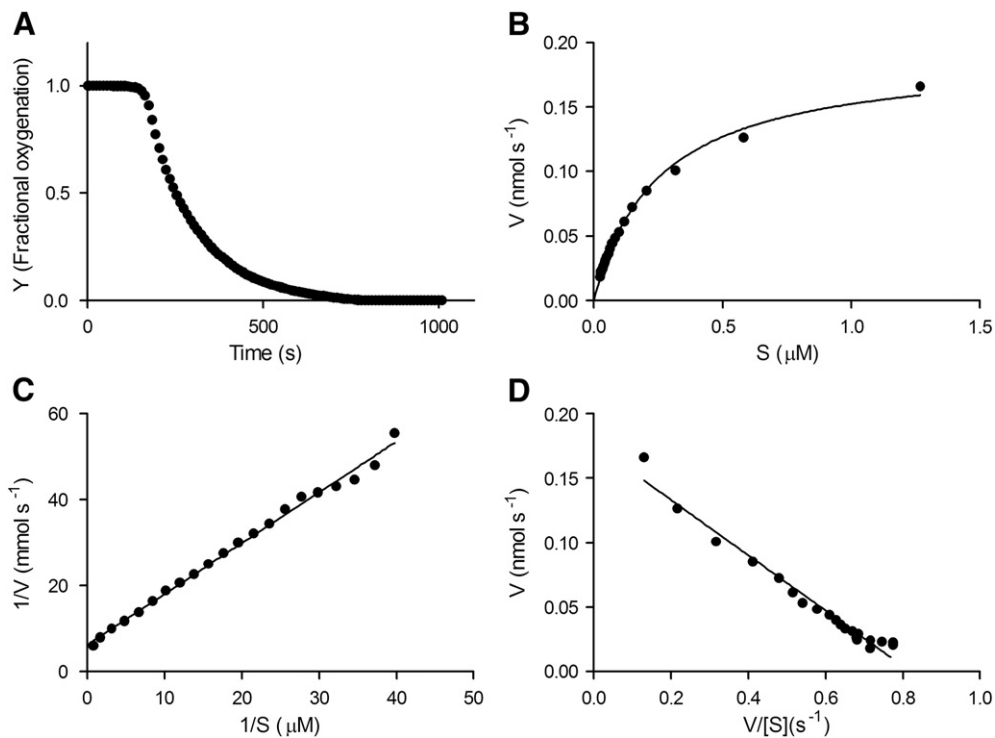 A
Y (Fractional oxygenation)
1.0
0.5
0.0
0 500 1000
Time (s)
B
V (nmol s⁻¹)
0.20
0.15
0.10
0.05
0.00
0.0 0.5 1.0 1.5
S (μM)
C
1/V (mmol s⁻¹)
60
40
20
0
0 10 20 30 40 50
1/S (μM)
D
V (nmol s⁻¹)
0.20
0.15
0.10
0.05
0.00
0.0 0.2 0.4 0.6 0.8 1.0
V/[S](s⁻¹)